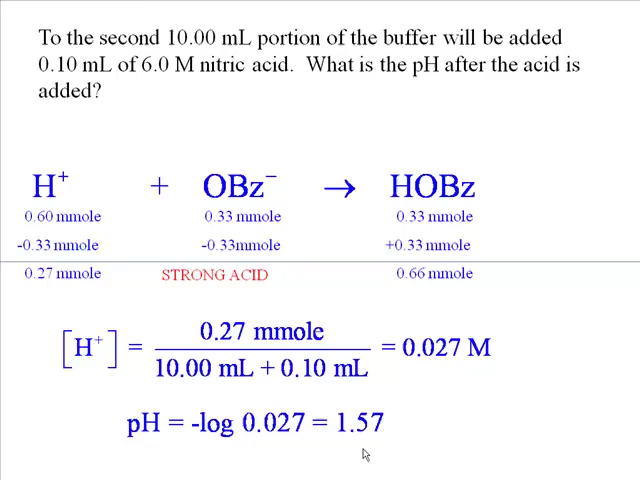 To the second 10.00 mL portion of the buffer will be added
0.10 mL of 6.0 M nitric acid. What is the pH after the acid is
added?
H⁺ + OBz⁻ → HOBz
0.60 mmole 0.33 mmole 0.33 mmole
-0.33 mmole -0.33mmole +0.33 mmole
0.27 mmole STRONG ACID 0.66 mmole
0.27 mmole
[H⁺] = = 0.027 M
10.00 mL + 0.10 mL
pH = -log 0.027 = 1.57